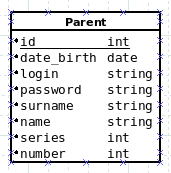 Parent
id int
date_birth date
login string
password string
surname string
name string
series int
number int